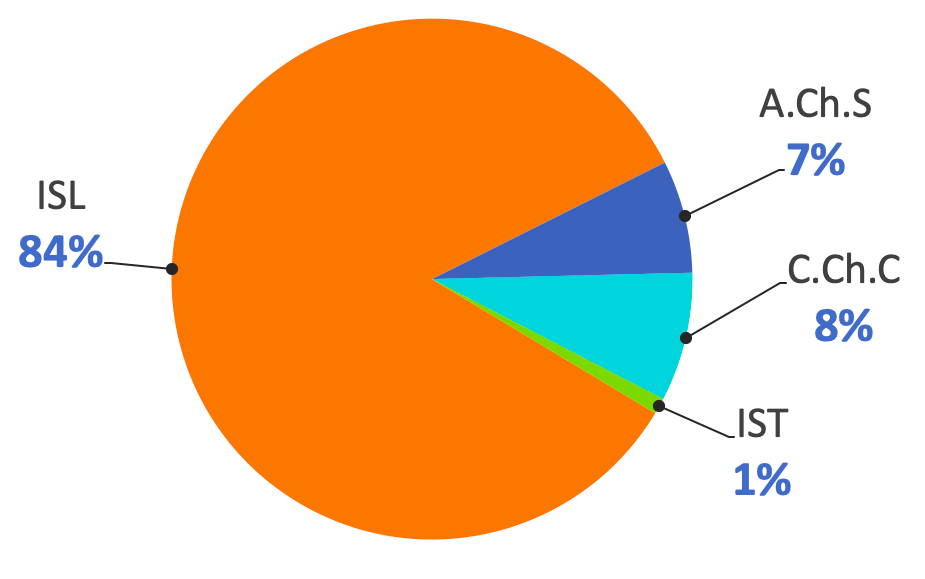 A.Ch.S
7%
ISL
84%
C.Ch.C
8%
IST
1%